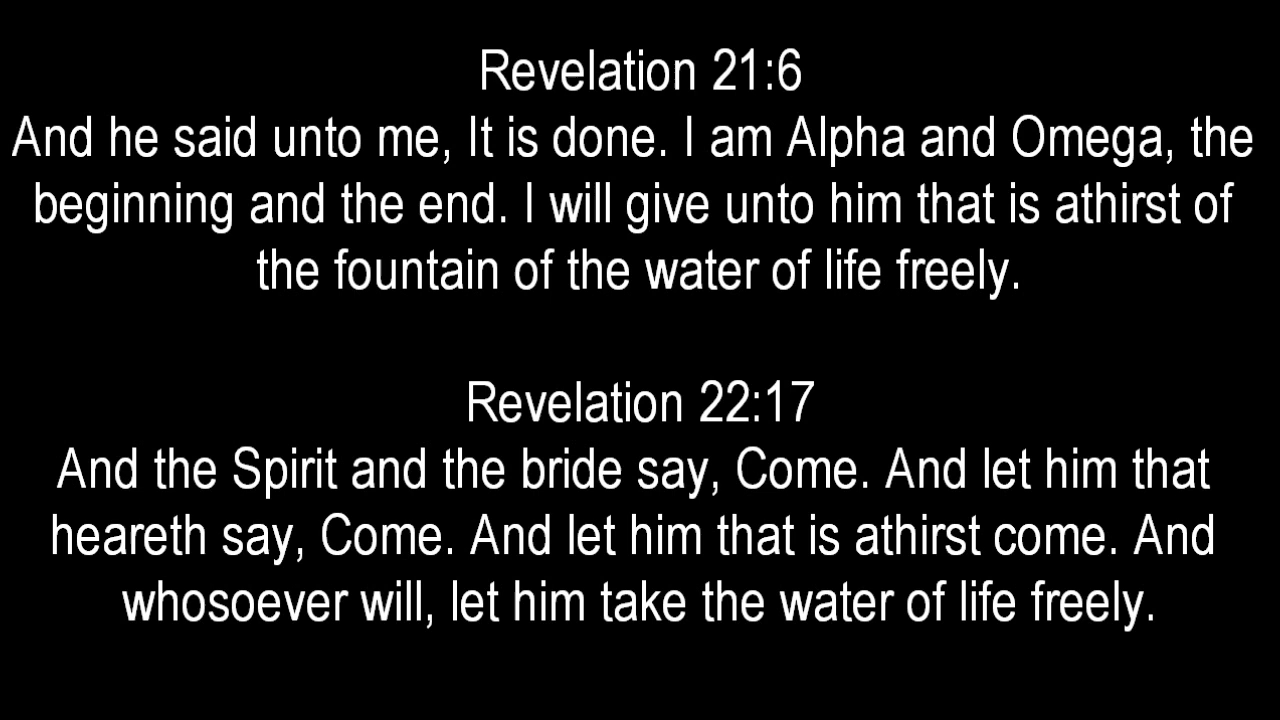 Revelation 21:6
And he said unto me, It is done. I am Alpha and Omega, the
beginning and the end. I will give unto him that is athirst of
the fountain of the water of life freely.
Revelation 22:17
And the Spirit and the bride say, Come. And let him that
heareth say, Come. And let him that is athirst come. And
whosoever will, let him take the water of life freely.